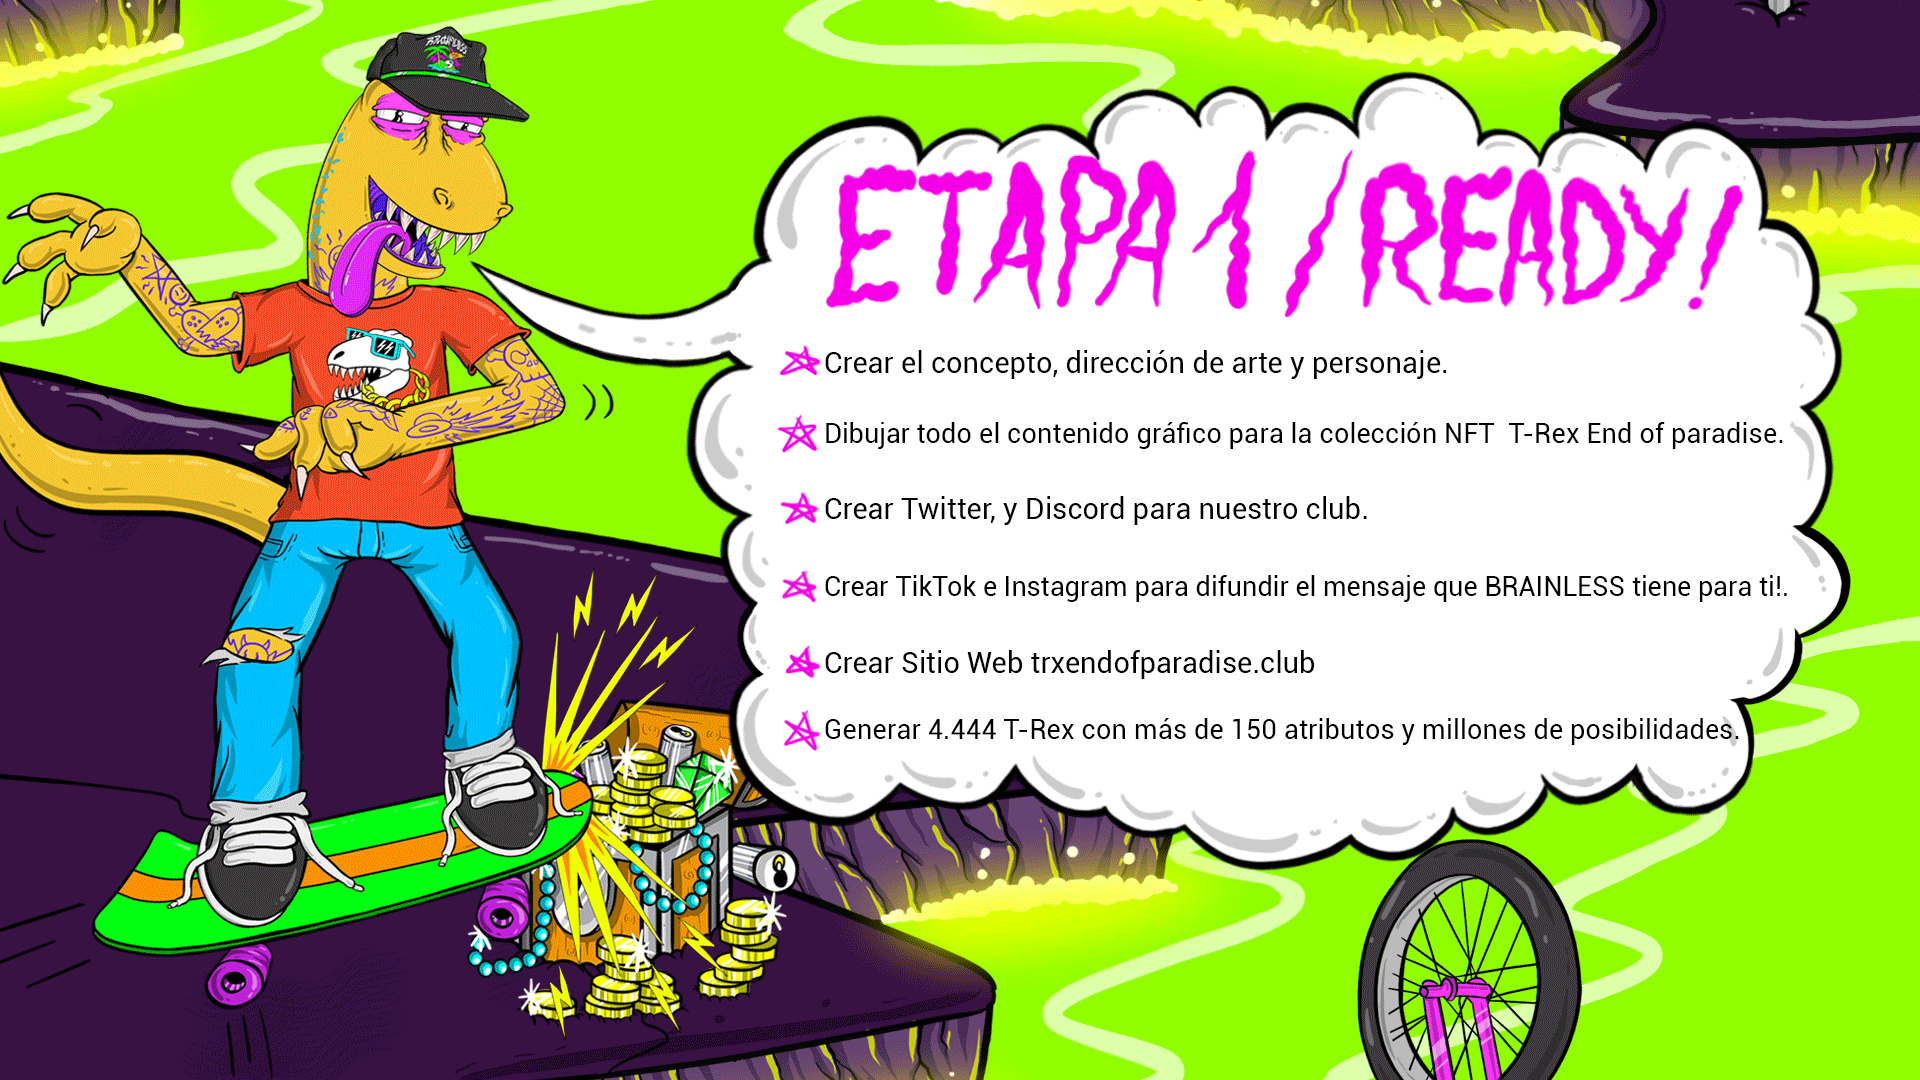 ETAPA 1 / READY!
Crear el concepto, dirección de arte y personaje.
Dibujar todo el contenido gráfico para la colección NFT  T-Rex End of paradise.
Crear Twitter, y Discord para nuestro club.
Crear TikTok e Instagram para difundir el mensaje que BRAINLESS tiene para ti!.
Crear Sitio Web trxendofparadise.club
Generar 4.444 T-Rex con más de 150 atributos y millones de posibilidades.